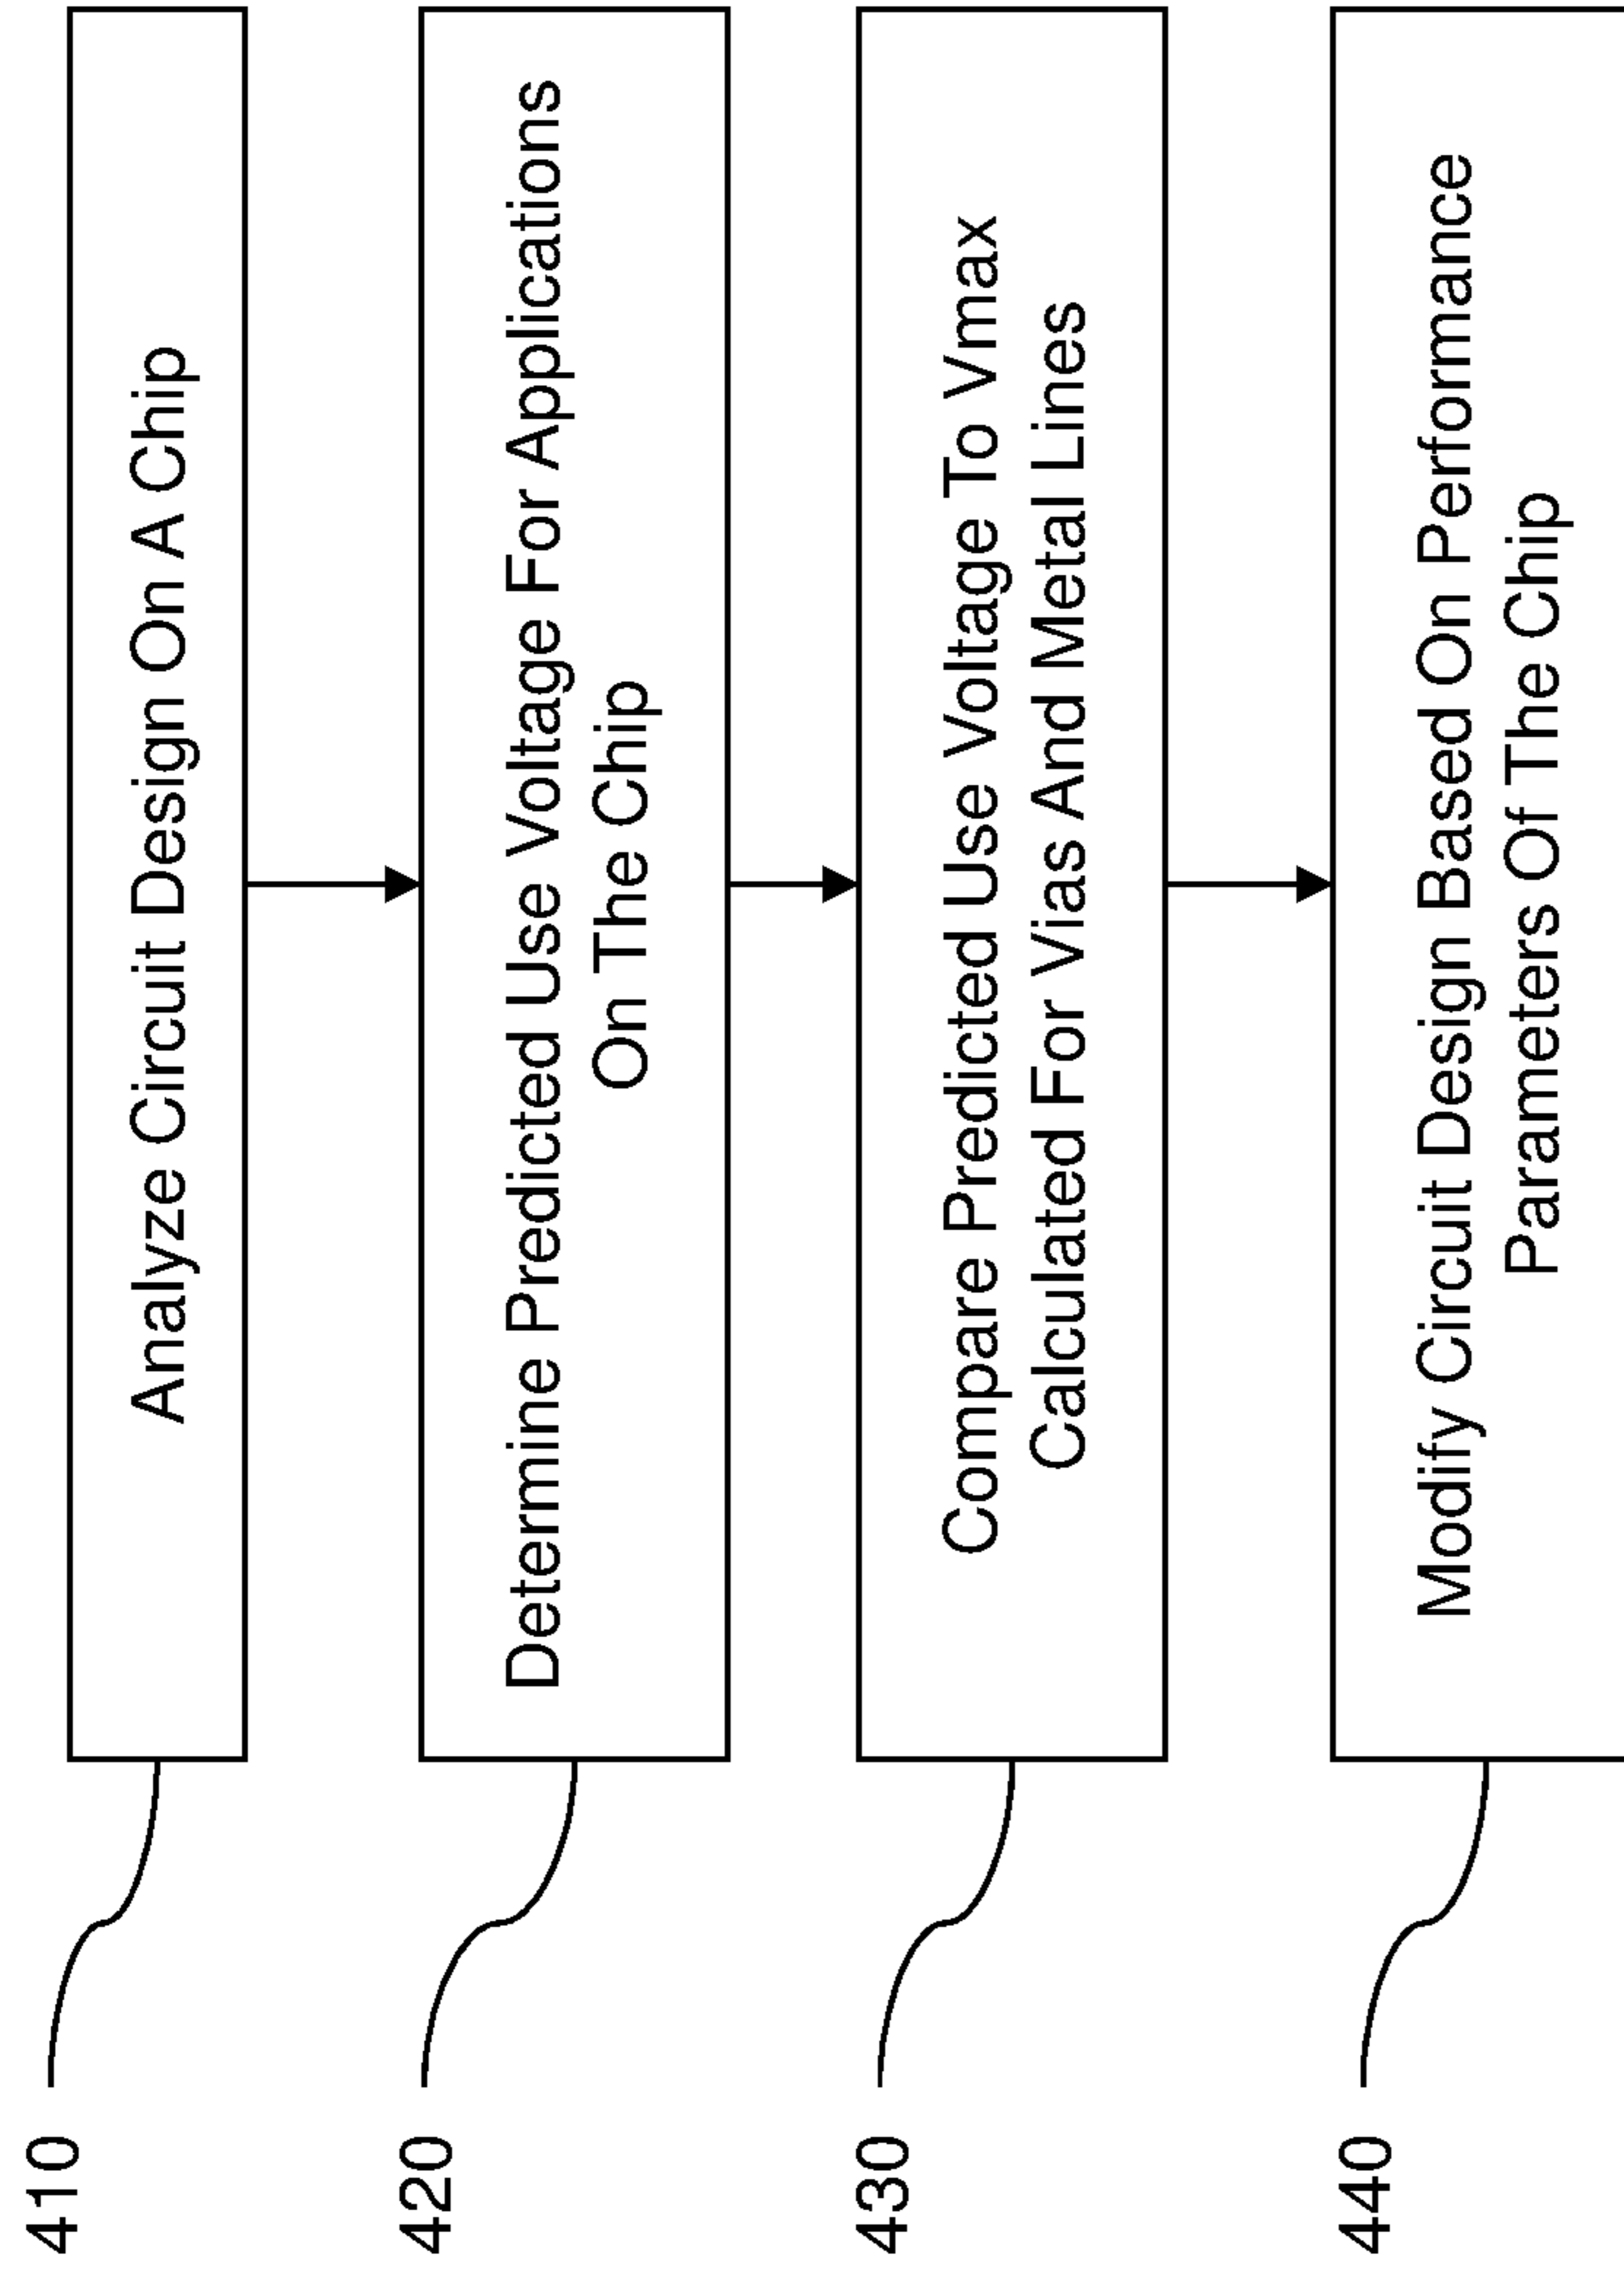 410
Analyze Circuit Design On A Chip
420
Determine Predicted Use Voltage For Applications
On The Chip
430
Compare Predicted Use Voltage To Vmax
Calculated For Vias And Metal Lines
440
Modify Circuit Design Based On Performance
Parameters Of The Chip